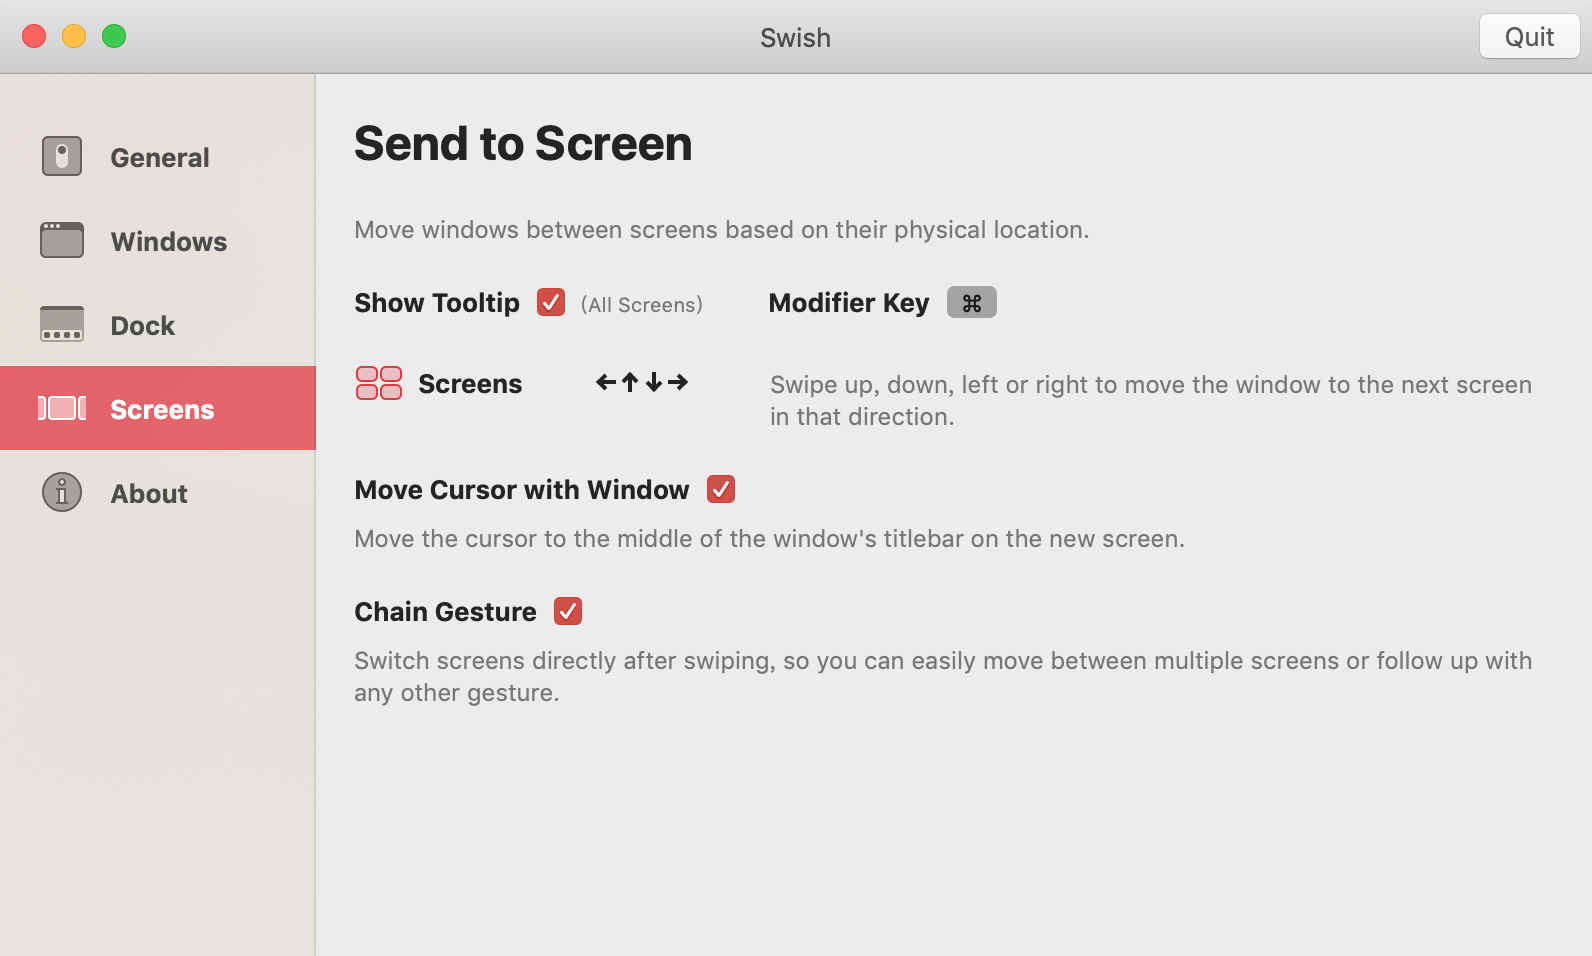 Swish
Quit
General
Windows
Dock
Screens
About
Send to Screen
Move windows between screens based on their physical location.
Show Tooltip (All Screens) Modifier Key ⌘
Screens ←↑↓→ Swipe up, down, left or right to move the window to the next screen
in that direction.
Move Cursor with Window
Move the cursor to the middle of the window's titlebar on the new screen.
Chain Gesture
Switch screens directly after swiping, so you can easily move between multiple screens or follow up with
any other gesture.